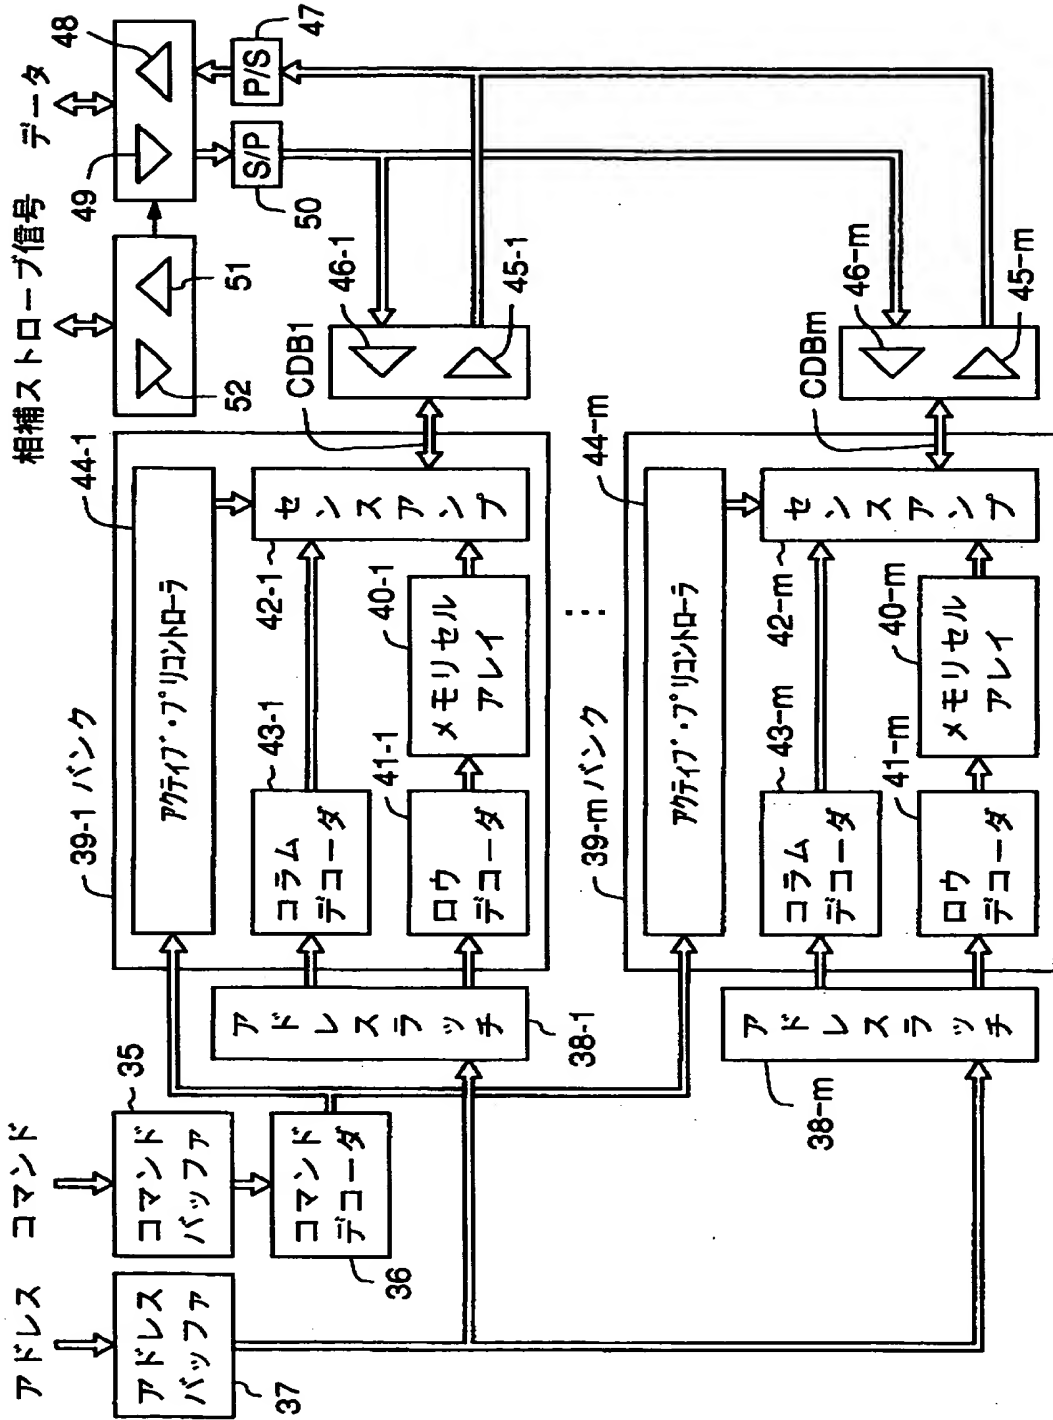 アドレス
コマンド
相補ストローブ信号
データ
アドレス
バッファ
37
コマンド
バッファ
35
コマンド
デコーダ
36
52
51
49
48
S/P
50
P/S
47
39-1 バンク
アクティブ・プリコントローラ
44-1
アドレスラッチ
38-1
コラム
デコーダ
43-1
ロウ
デコーダ
41-1
メモリセル
アレイ
40-1
センスアンプ
42-1
CDB1
46-1
45-1
⋮
39-m バンク
アクティブ・プリコントローラ
44-m
アドレスラッチ
38-m
コラム
デコーダ
43-m
ロウ
デコーダ
41-m
メモリセル
アレイ
40-m
センスアンプ
42-m
CDBm
46-m
45-m